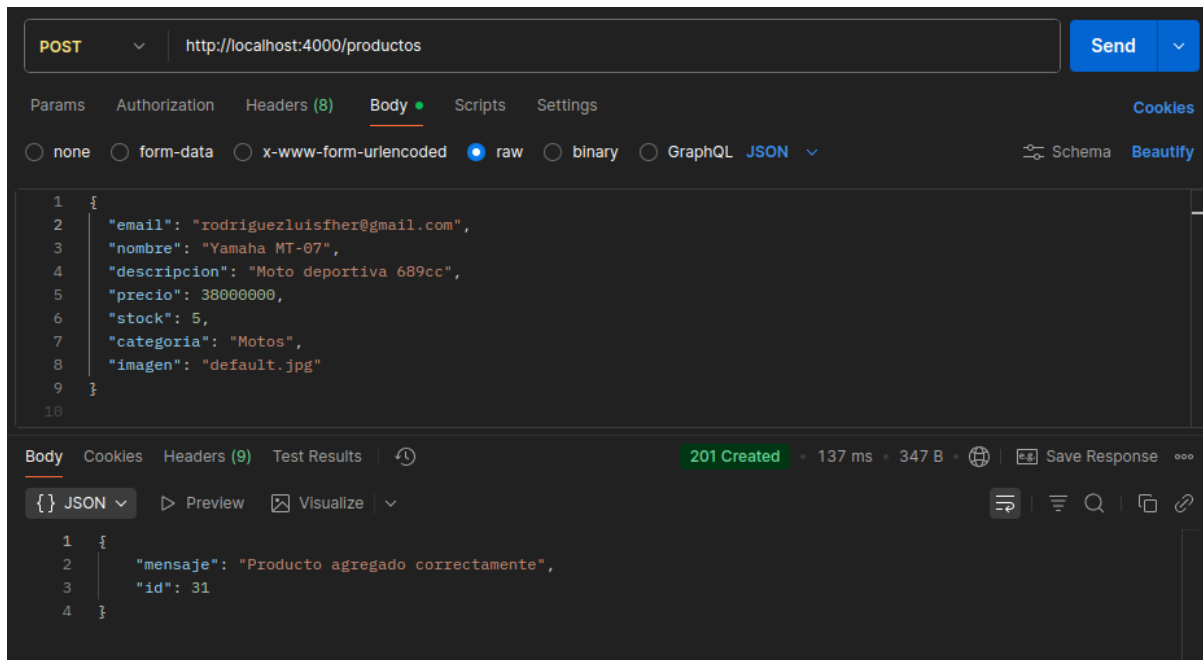 POST http://localhost:4000/productos Send
Params Authorization Headers (8) Body Scripts Settings Cookies
none form-data x-www-form-urlencoded raw binary GraphQL JSON Schema Beautify
1 {
2 "email": "rodriguezluisfher@gmail.com",
3 "nombre": "Yamaha MT-07",
4 "descripcion": "Moto deportiva 689cc",
5 "precio": 38000000,
6 "stock": 5,
7 "categoria": "Motos",
8 "imagen": "default.jpg"
9 }
10
Body Cookies Headers (9) Test Results 201 Created • 137 ms • 347 B • e.g. Save Response
{} JSON Preview Visualize
1 {
2 "mensaje": "Producto agregado correctamente",
3 "id": 31
4 }